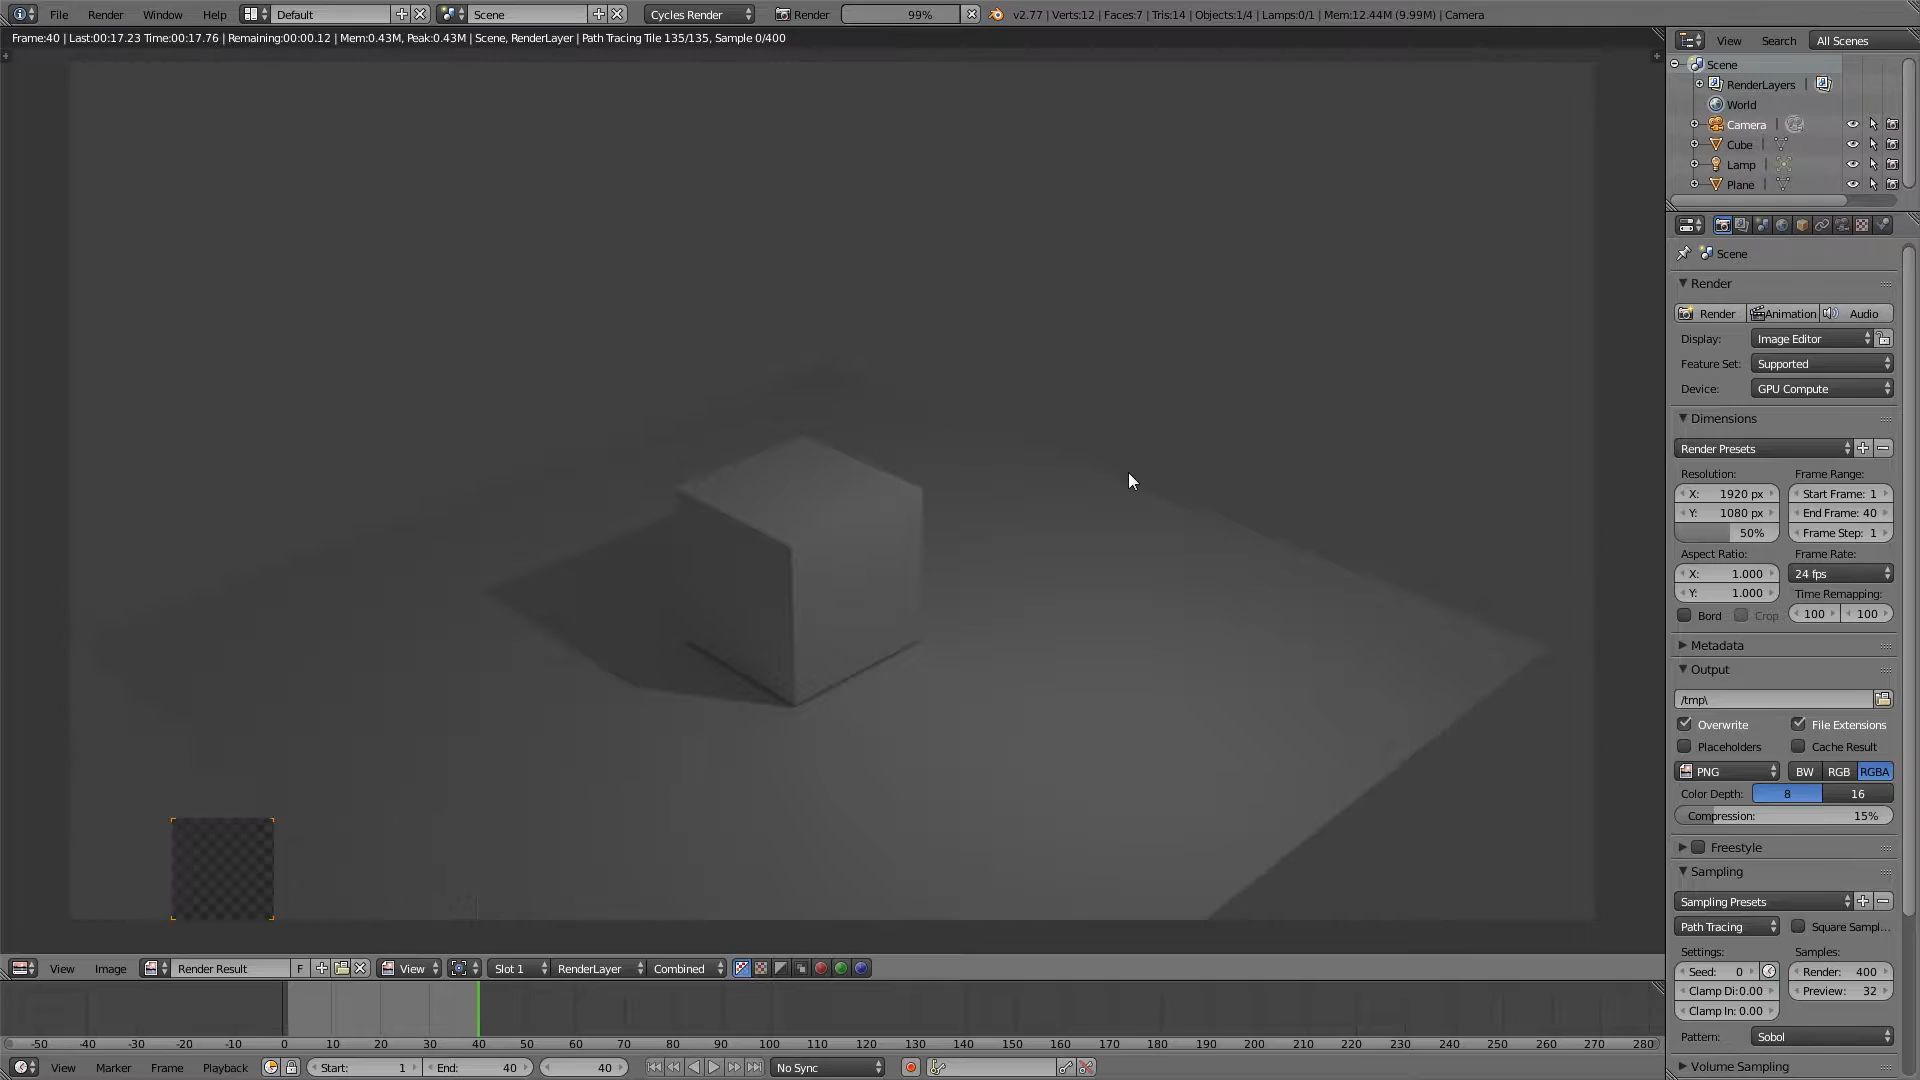 File Render Window Help Default Scene Cycles Render Render 99% v2.77 | Verts:12 | Faces:7 | Tris:14 | Objects:1/4 | Lamps:0/1 | Mem:12.44M (9.99M) | Camera
Frame:40 | Last:00:17.23 Time:00:17.76 | Remaining:00:00.12 | Mem:0.43M, Peak:0.43M | Scene, RenderLayer | Path Tracing Tile 135/135, Sample 0/400
View Search All Scenes
Scene
RenderLayers
World
Camera
Cube
Lamp
Plane
Scene
Render
Render Animation Audio
Display: Image Editor
Feature Set: Supported
Device: GPU Compute
Dimensions
Render Presets
Resolution: Frame Range:
X: 1920 px Start Frame: 1
Y: 1080 px End Frame: 40
50% Frame Step: 1
Aspect Ratio: Frame Rate:
X: 1.000 24 fps
Y: 1.000 Time Remapping:
Bord Crop 100 100
Metadata
Output
/tmp\
Overwrite File Extensions
Placeholders Cache Result
PNG BW RGB RGBA
Color Depth: 8 16
Compression: 15%
Freestyle
Sampling
Sampling Presets
Path Tracing Square Sampl...
Settings: Samples:
Seed: 0 Render: 400
Clamp Di:0.00 Preview: 32
Clamp In: 0.00
Pattern: Sobol
Volume Sampling
View Image Render Result F View Slot 1 RenderLayer Combined
-50 -40 -30 -20 -10 0 10 20 30 40 50 60 70 80 90 100 110 120 130 140 150 160 170 180 190 200 210 220 230 240 250 260 270 280
View Marker Frame Playback Start: 1 End: 40 40 No Sync